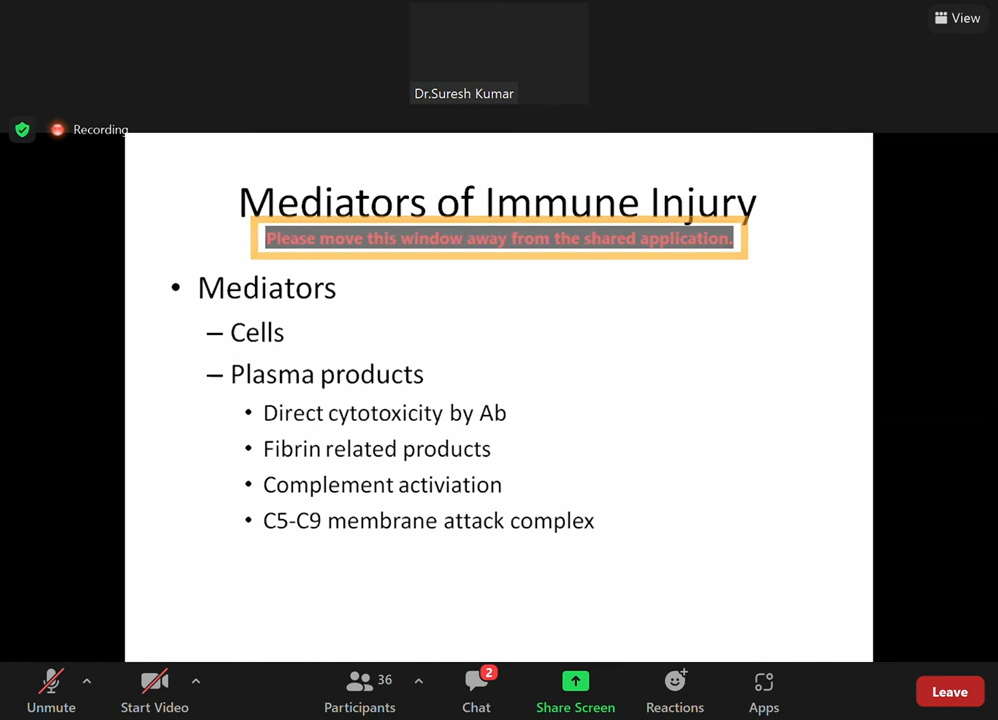 View
Dr.Suresh Kumar
Recording
Mediators of Immune Injury
Please move this window away from the shared application.
• Mediators
– Cells
– Plasma products
• Direct cytotoxicity by Ab
• Fibrin related products
• Complement activiation
• C5-C9 membrane attack complex
36
2
Unmute
Start Video
Participants
Chat
Share Screen
Reactions
Apps
Leave